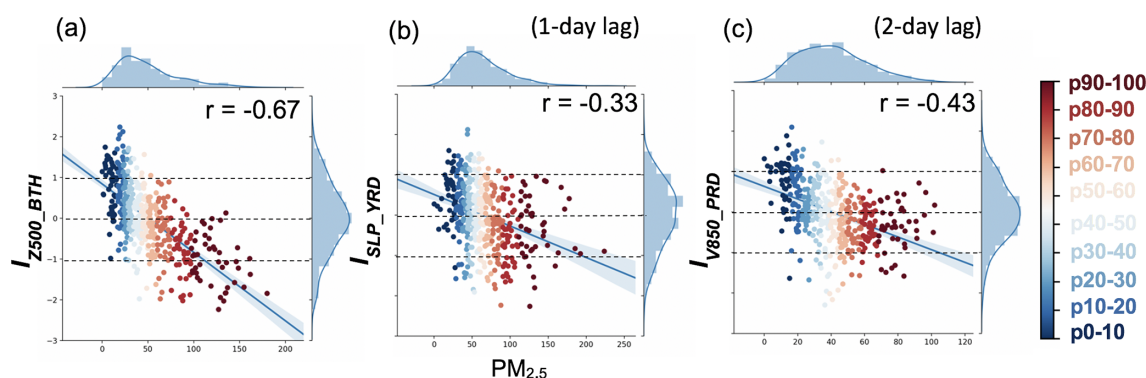 (a)
r = -0.67
I Z500_BTH
3
2
1
0
−1
−2
−3
0 50 100 150 200
(b) (1-day lag)
r = -0.33
I SLP_YRD
0 50 100 150 200 250
PM2.5
(c) (2-day lag)
r = -0.43
I V850_PRD
0 20 40 60 80 100 120
p90-100
p80-90
p70-80
p60-70
p50-60
p40-50
p30-40
p20-30
p10-20
p0-10